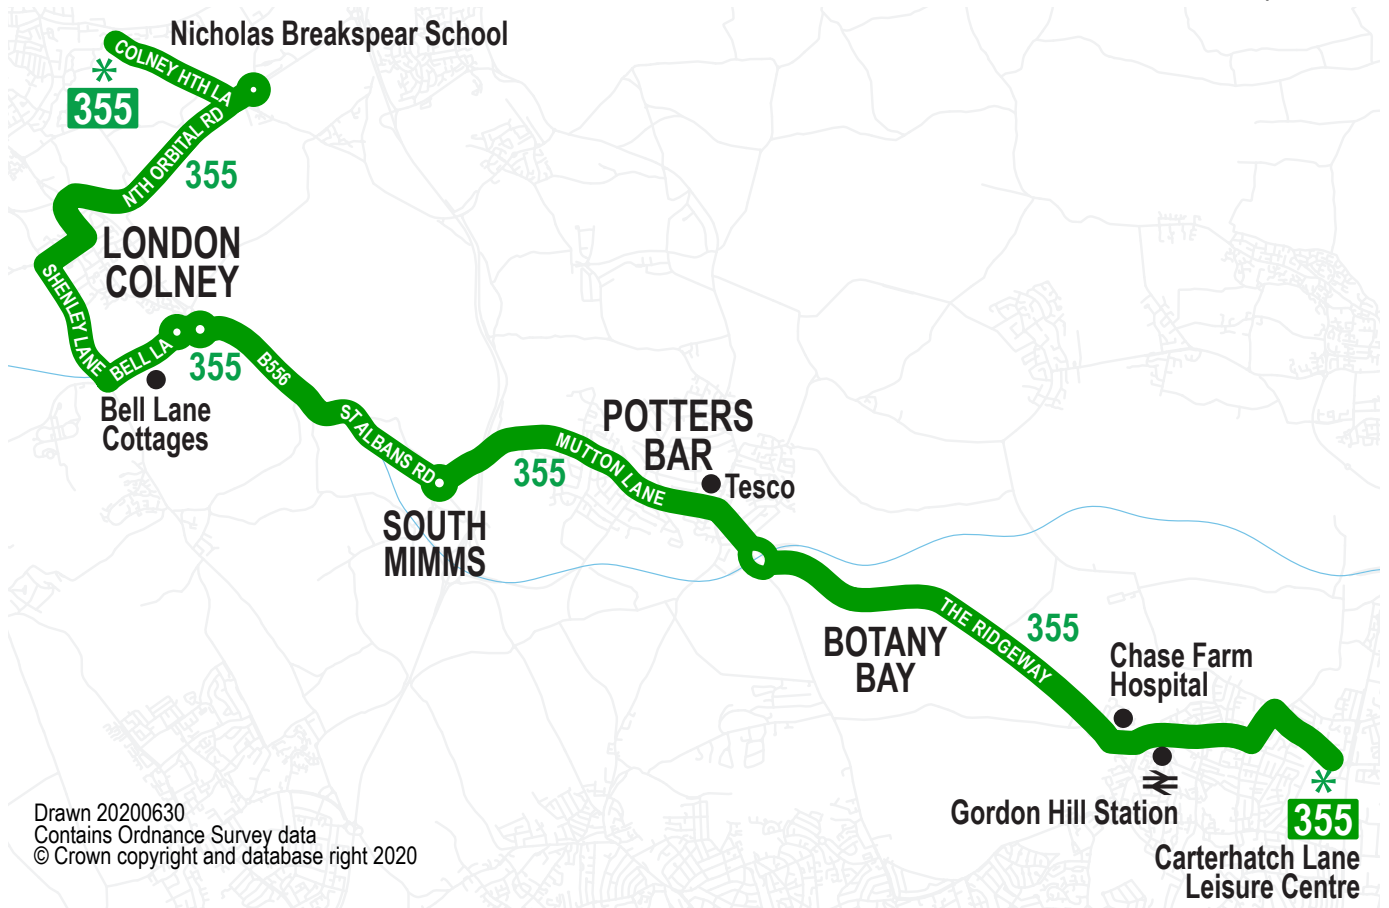 Nicholas Breakspear School
COLNEY HTH LA
355
NTH ORBITAL RD
355
LONDON
COLNEY
SHENLEY LANE
BELL LA
355
B556
Bell Lane
Cottages
ST ALBANS RD
SOUTH
MIMMS
355
MUTTON LANE
POTTERS
BAR
Tesco
BOTANY
BAY
THE RIDGEWAY
355
Chase Farm
Hospital
Gordon Hill Station
355
Carterhatch Lane
Leisure Centre
Drawn 20200630
Contains Ordnance Survey data
© Crown copyright and database right 2020